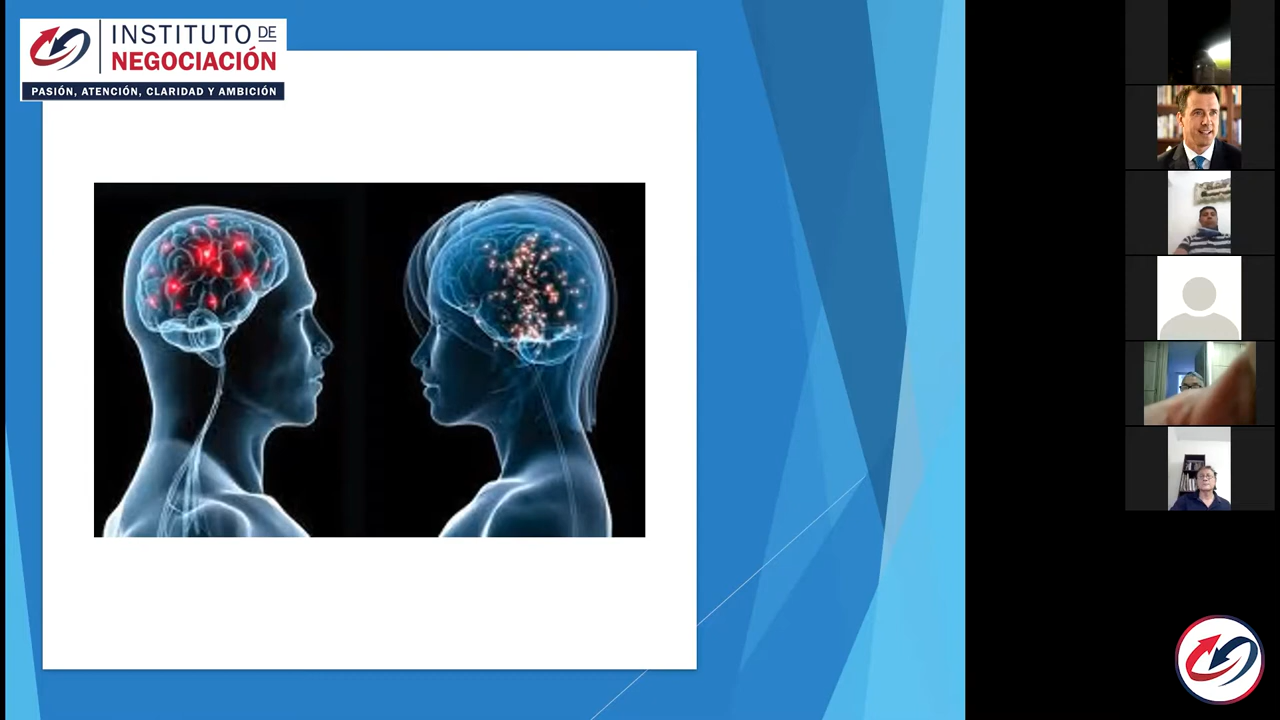 INSTITUTO DE
NEGOCIACIÓN
PASIÓN, ATENCIÓN, CLARIDAD Y AMBICIÓN